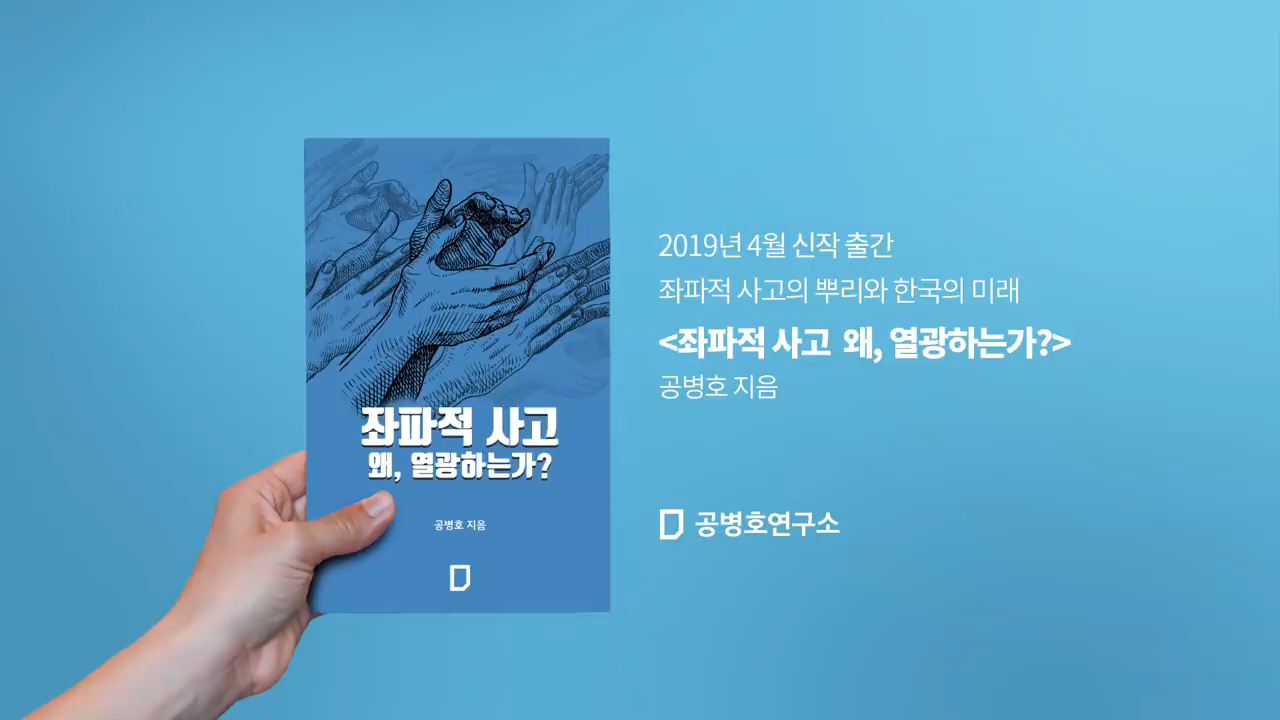 좌파적 사고
왜, 열광하는가?
공병호 지음
2019년 4월 신작 출간
좌파적 사고의 뿌리와 한국의 미래
<좌파적 사고 왜, 열광하는가?>
공병호 지음
공병호연구소